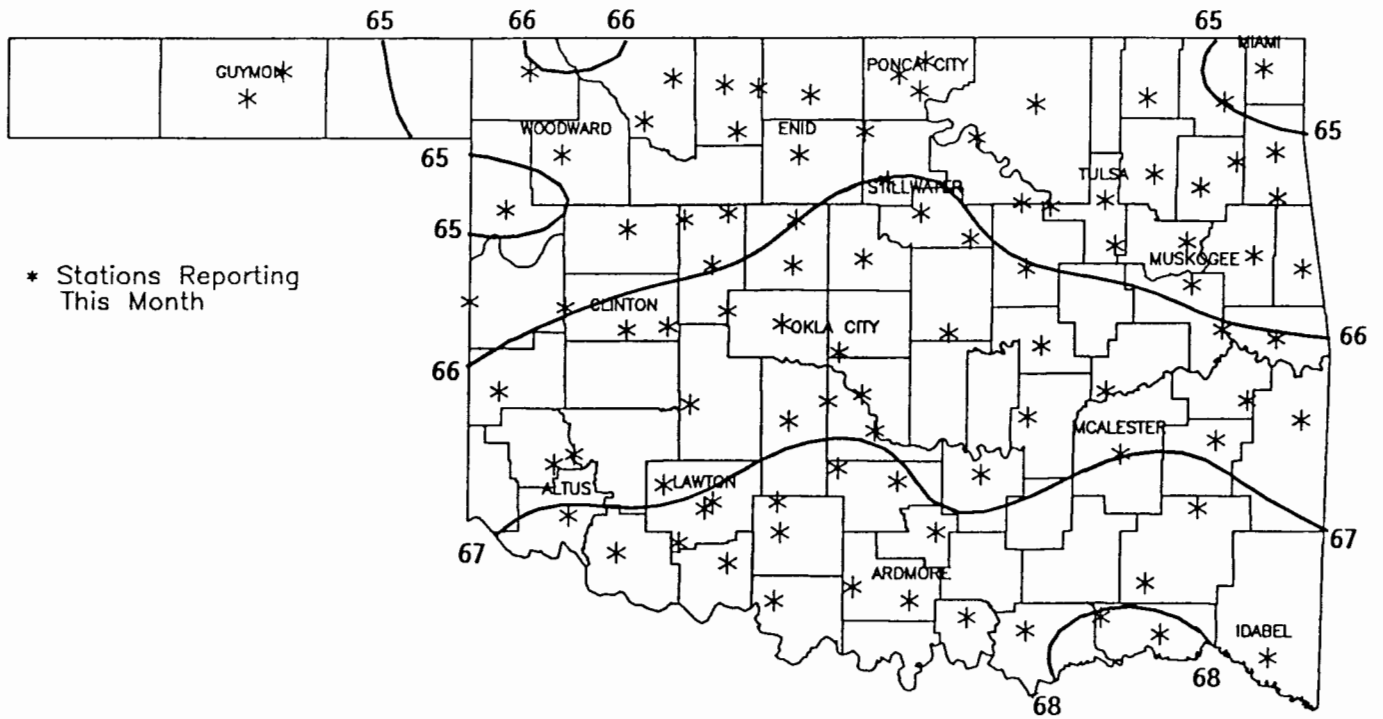 65
66
66
65
MIAMI
GUYMON
PONCA CITY
WOODWARD
ENID
65
65
TULSA
STILLWATER
65
MUSKOGEE
* Stations Reporting
This Month
CLINTON
OKLA CITY
66
66
MCALESTER
LAWTON
ALTUS
67
67
ARDMORE
IDABEL
68
68